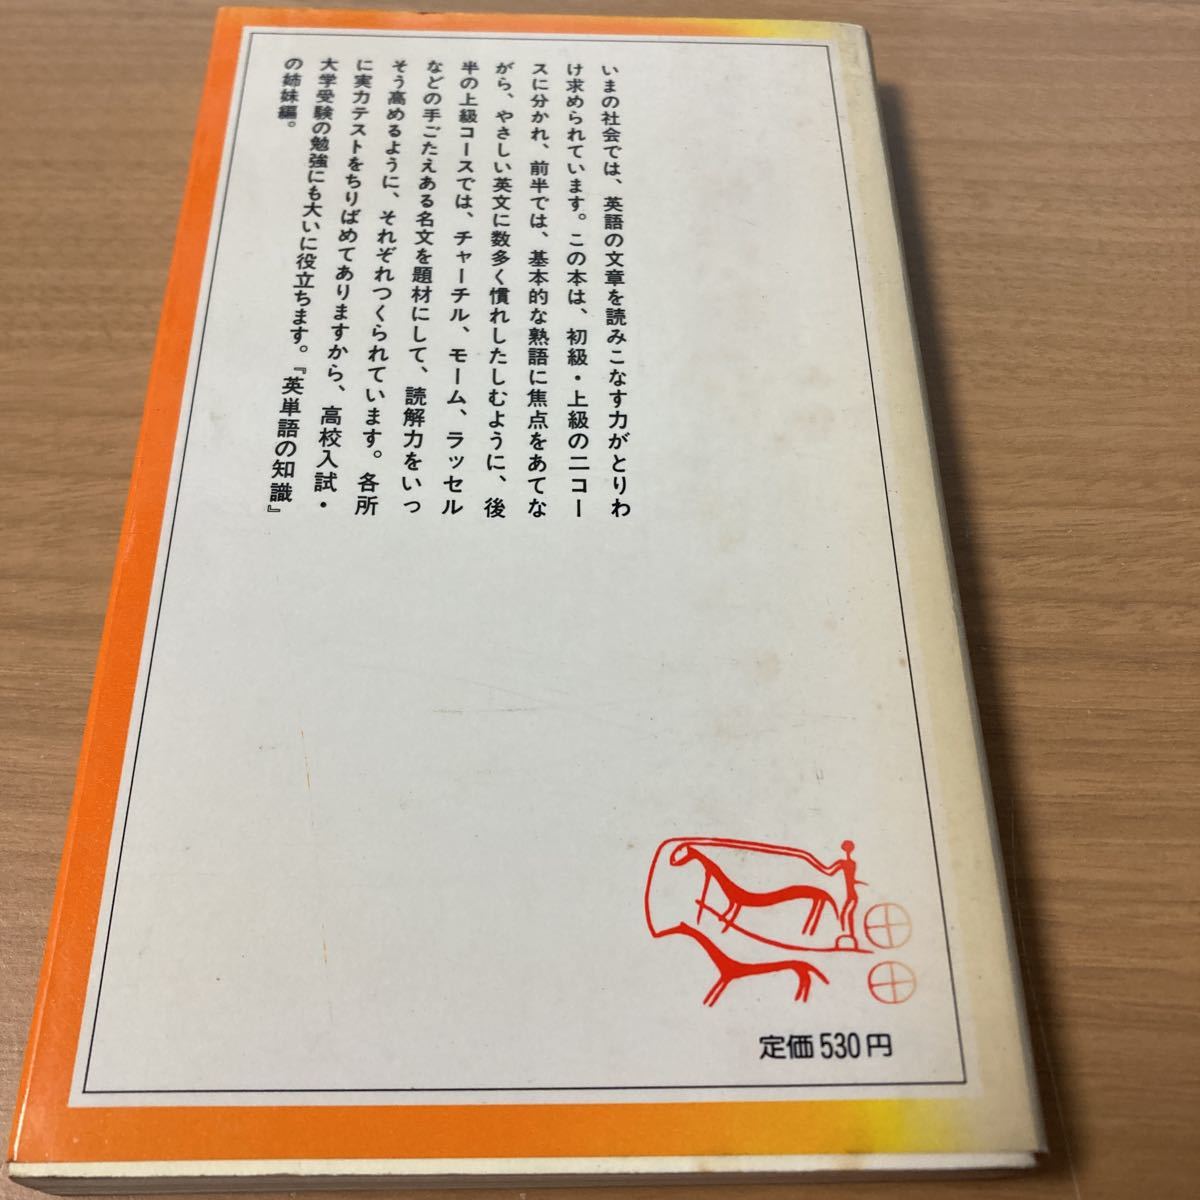 いまの社会では、英語の文章を読みこなす力がとりわ
け求められています。この本は、初級・上級の二コー
スに分かれ、前半では、基本的な熟語に焦点をあてな
がら、やさしい英文に数多く慣れしたしむように、後
半の上級コースでは、チャーチル、モーム、ラッセル
などの手ごたえある名文を題材にして、読解力をいっ
そう高めるように、それぞれつくられています。各所
に実力テストをちりばめてありますから、高校入試・
大学受験の勉強にも大いに役立ちます。『英単語の知識』
の姉妹編。
定価530円